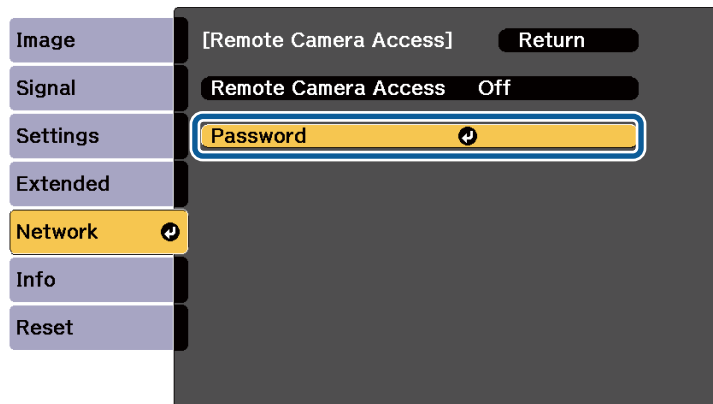 Image
Signal
Settings
Extended
Network
Info
Reset
[Remote Camera Access] Return
Remote Camera Access Off
Password